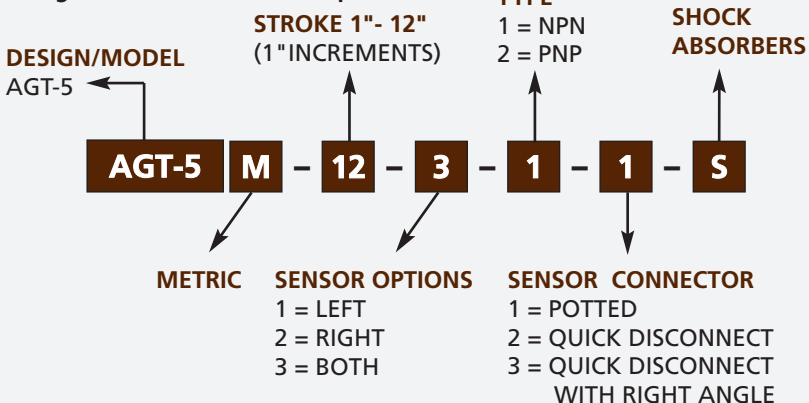 STROKE 1"- 12"
(1"INCREMENTS)
1 = NPN
2 = PNP
SHOCK
ABSORBERS
DESIGN/MODEL
AGT-5
AGT-5 M – 12 – 3 – 1 – 1 – S
METRIC
SENSOR OPTIONS
1 = LEFT
2 = RIGHT
3 = BOTH
SENSOR CONNECTOR
1 = POTTED
2 = QUICK DISCONNECT
3 = QUICK DISCONNECT
WITH RIGHT ANGLE